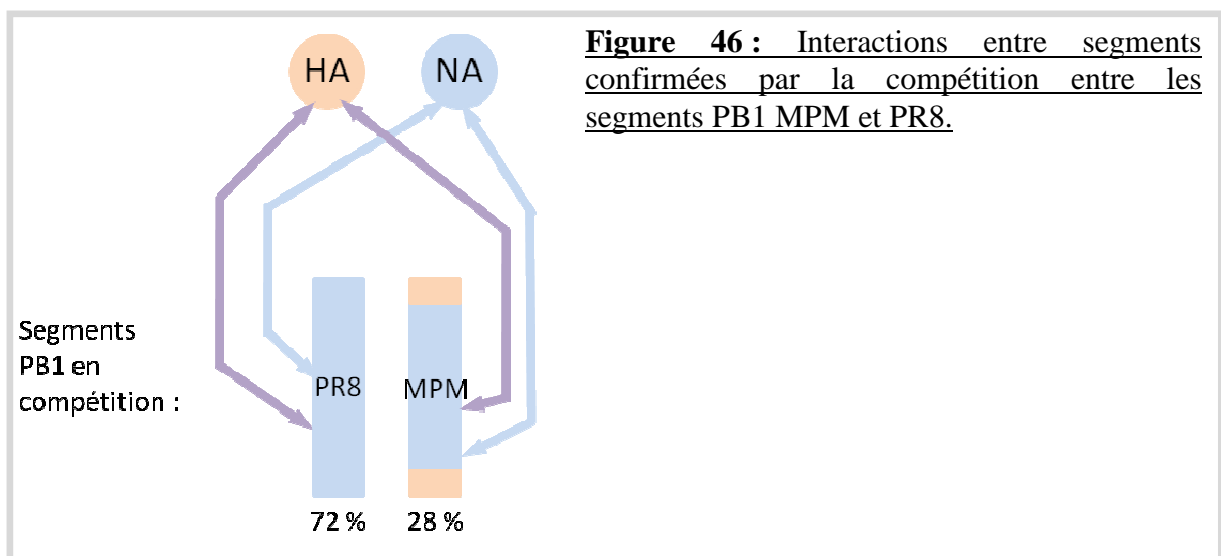 HA
NA
Figure 46 : Interactions entre segments
confirmées par la compétition entre les
segments PB1 MPM et PR8.
Segments
PB1 en
compétition :
PR8
MPM
72 %
28 %